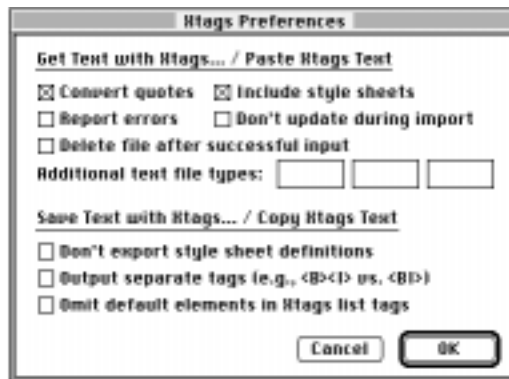 Xtags Preferences
Get Text with Xtags... / Paste Xtags Text
Convert quotes Include style sheets
Report errors Don't update during import
Delete file after successful input
Additional text file types:
Save Text with Xtags... / Copy Xtags Text
Don't export style sheet definitions
Output separate tags (e.g., <B><I> vs. <BI>)
Omit default elements in Xtags list tags
Cancel OK